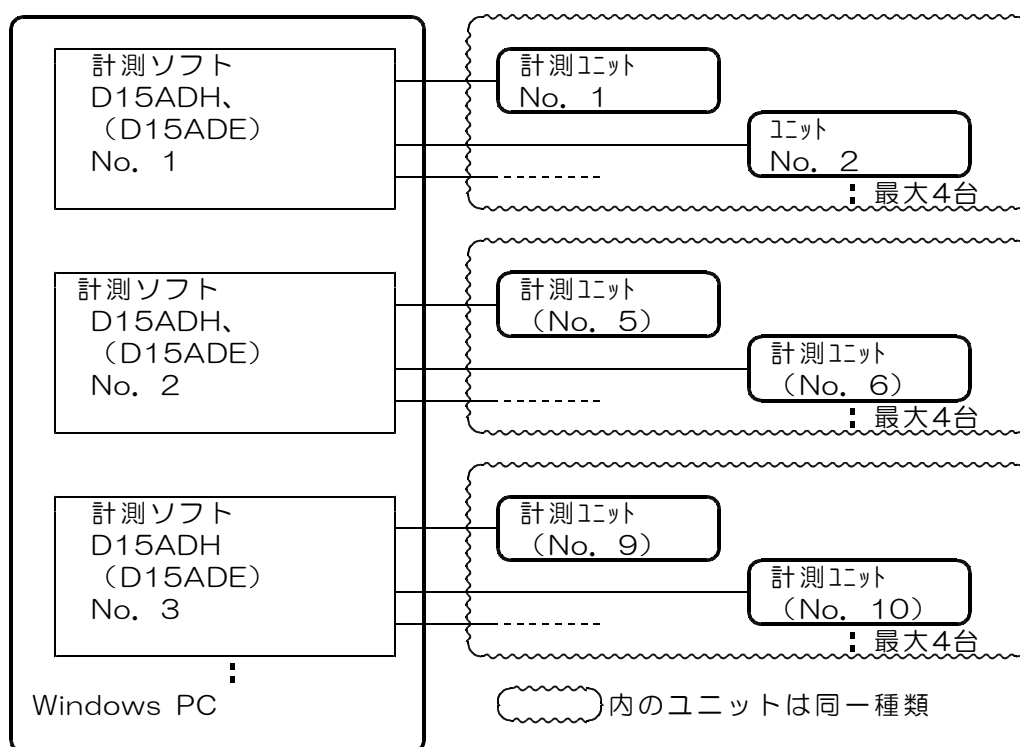 計測ソフト
D15ADH、
（D15ADE）
No. 1
計測ﾕﾆｯﾄ
No. 1
ﾕﾆｯﾄ
No. 2
最大4台
計測ソフト
D15ADH、
（D15ADE）
No. 2
計測ﾕﾆｯﾄ
（No. 5）
計測ﾕﾆｯﾄ
（No. 6）
最大4台
計測ソフト
D15ADH
（D15ADE）
No. 3
計測ﾕﾆｯﾄ
（No. 9）
計測ﾕﾆｯﾄ
（No. 10）
最大4台
Windows PC
内のユニットは同一種類